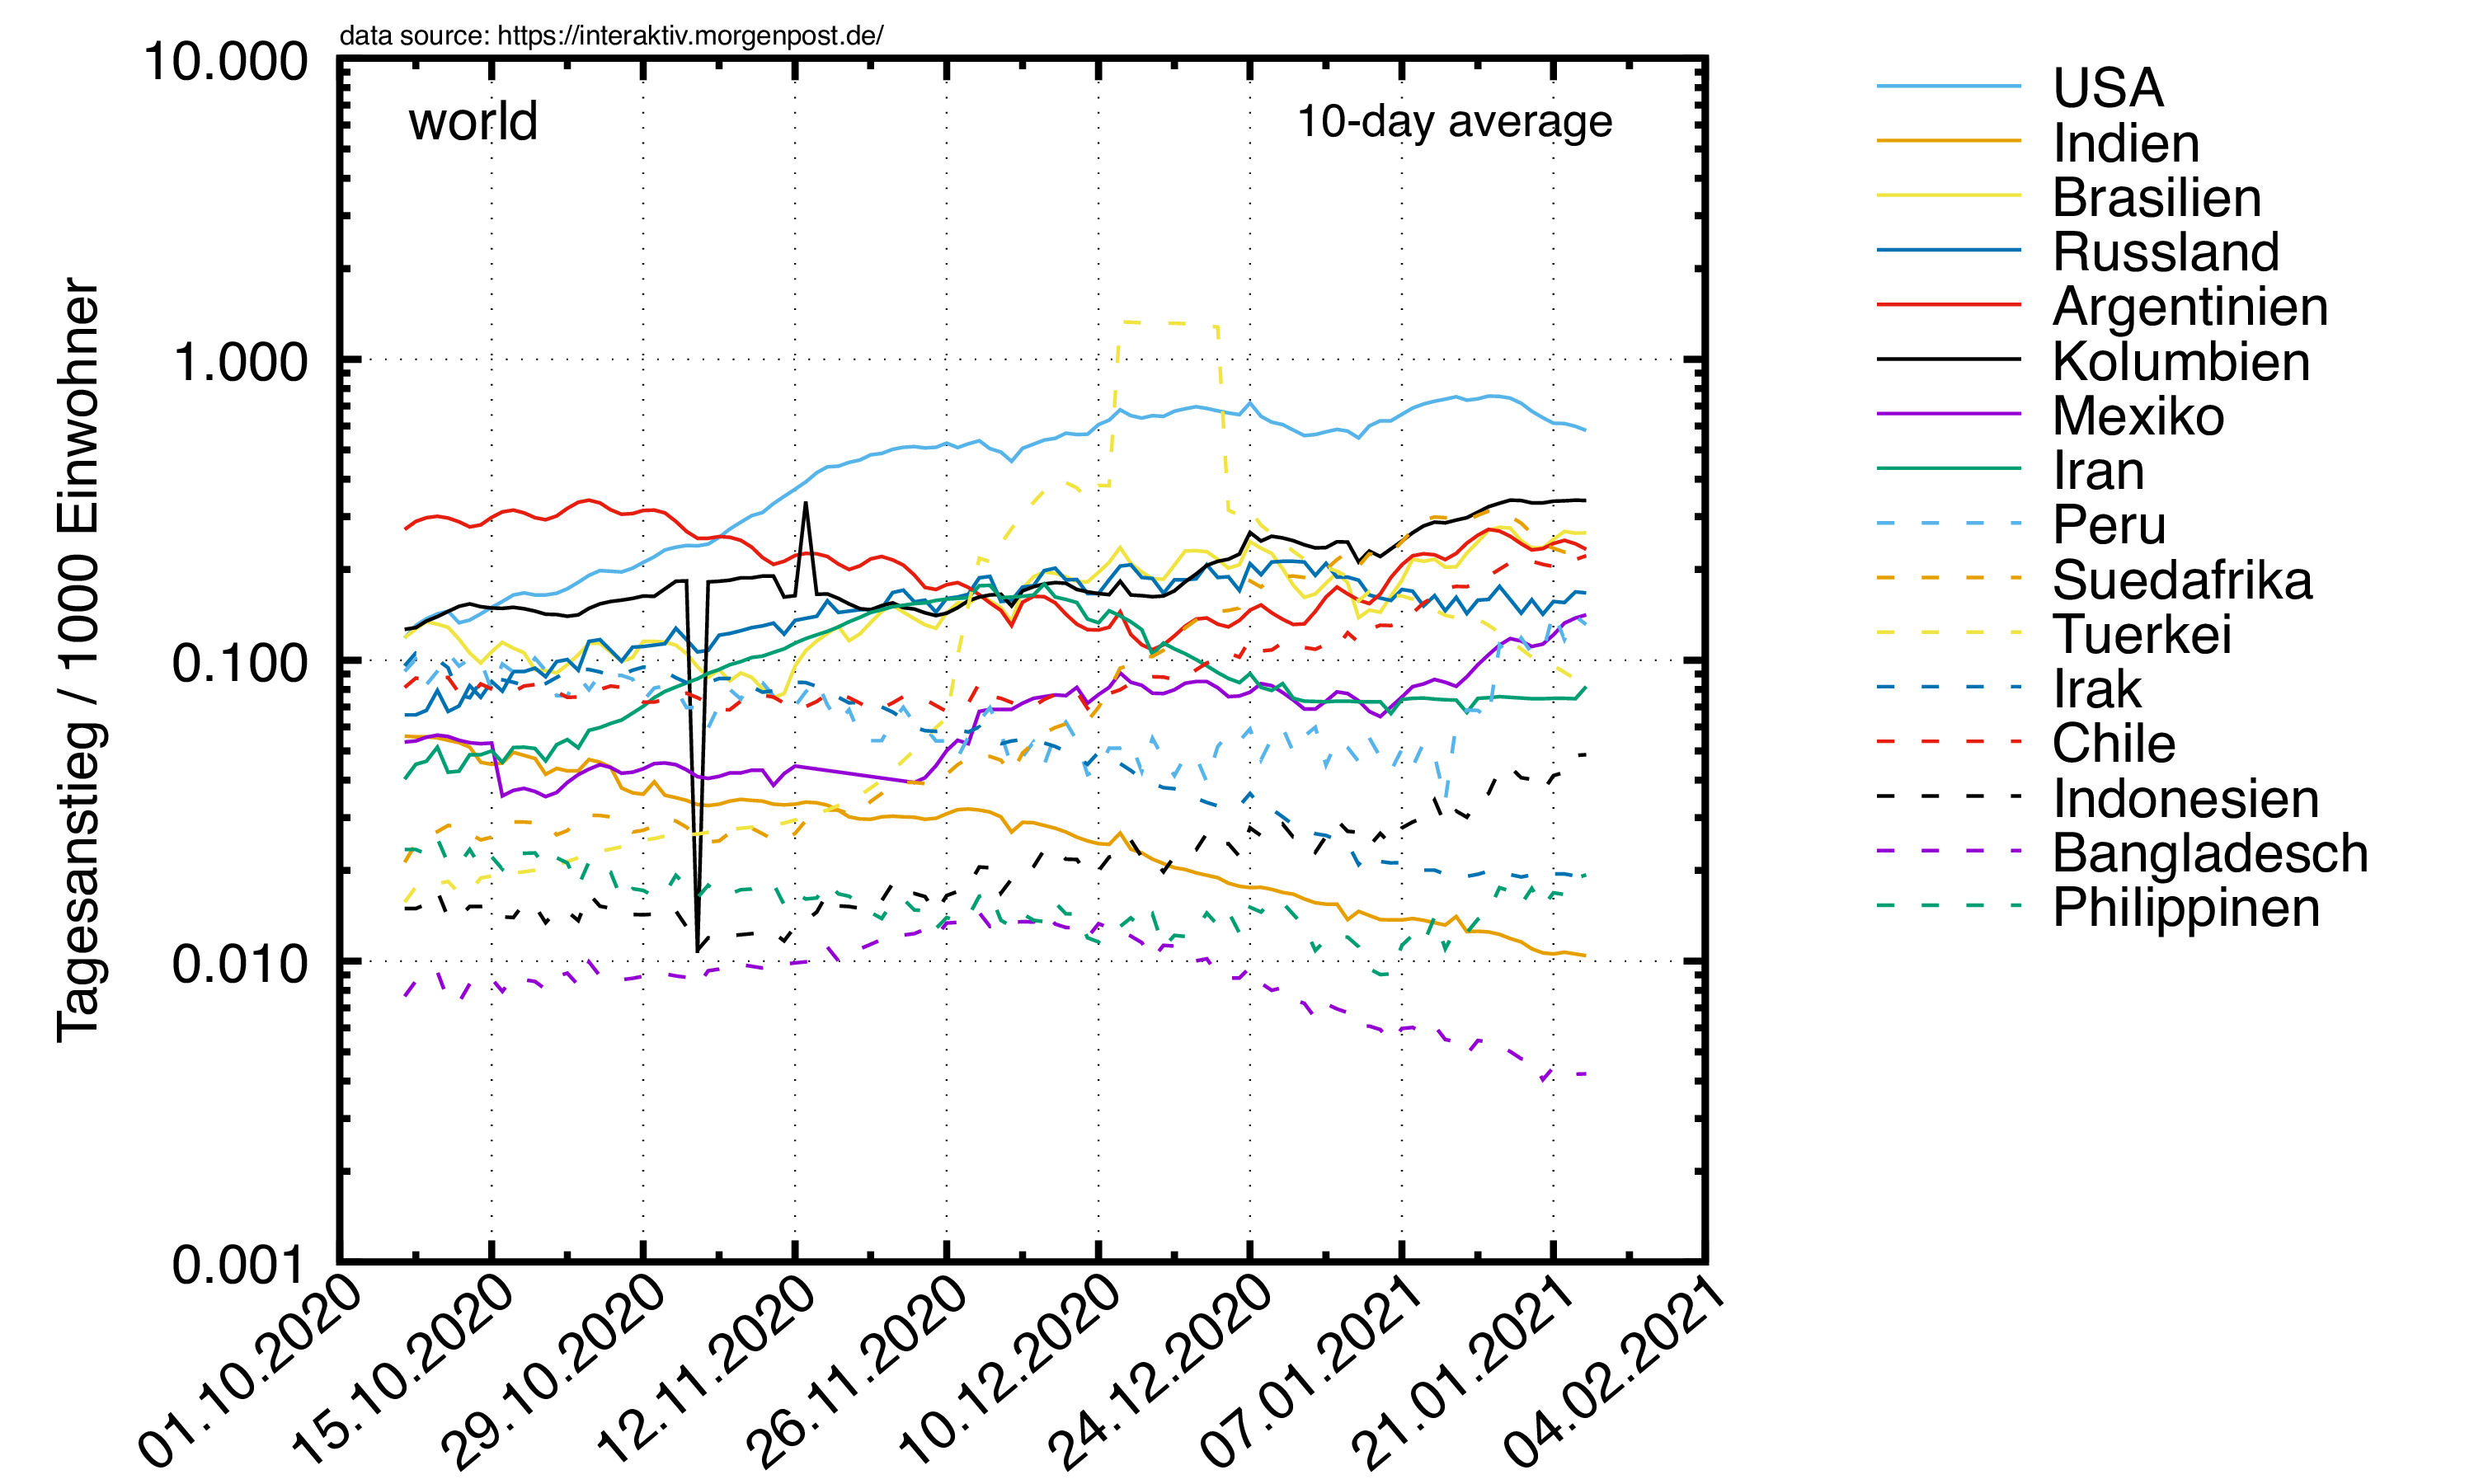 data source: https://interaktiv.morgenpost.de/
world
10-day average
Tagesanstieg / 1000 Einwohner
10.000
1.000
0.100
0.010
0.001
01.10.2020
15.10.2020
29.10.2020
12.11.2020
26.11.2020
10.12.2020
24.12.2020
07.01.2021
21.01.2021
04.02.2021
USA
Indien
Brasilien
Russland
Argentinien
Kolumbien
Mexiko
Iran
Peru
Suedafrika
Tuerkei
Irak
Chile
Indonesien
Bangladesch
Philippinen